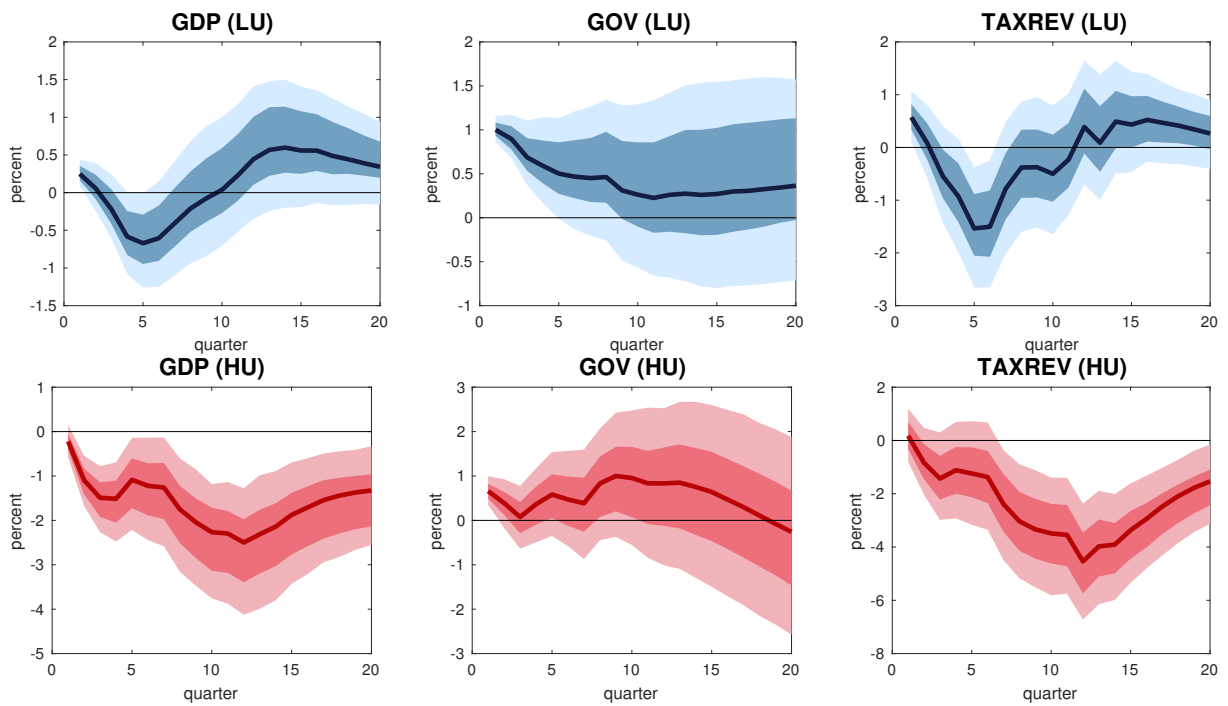 GDP (LU)
percent
2
1.5
1
0.5
0
-0.5
-1
-1.5
0 5 10 15 20
quarter
GOV (LU)
percent
2
1.5
1
0.5
0
-0.5
-1
0 5 10 15 20
quarter
TAXREV (LU)
percent
2
1
0
-1
-2
-3
0 5 10 15 20
quarter
GDP (HU)
percent
1
0
-1
-2
-3
-4
-5
0 5 10 15 20
quarter
GOV (HU)
percent
3
2
1
0
-1
-2
-3
0 5 10 15 20
quarter
TAXREV (HU)
percent
2
0
-2
-4
-6
-8
0 5 10 15 20
quarter